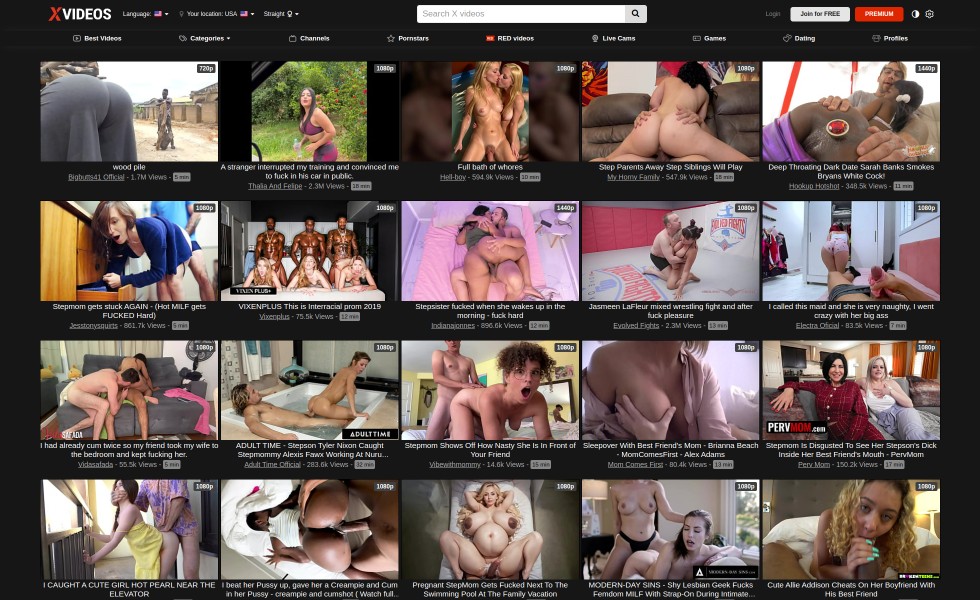 XVIDEOS
Language:
Your location: USA
Straight
Search X videos
Login
Join for FREE
PREMIUM
Best Videos
Categories
Channels
Pornstars
RED videos
Live Cams
Games
Dating
Profiles
720p
1080p
1080p
1080p
1440p
wood pile
Bigbutts41 Official - 1.7M Views - 5 min
A stranger interrupted my training and convinced me
to fuck in his car in public.
Thalia And Felipe - 2.3M Views - 18 min
Full bath of whores
Hell-boy - 594.9k Views - 10 min
Step Parents Away Step Siblings Will Play
My Horny Family - 547.9k Views - 18 min
Deep Throating Dark Date Sarah Banks Smokes
Bryans White Cock!
Hookup Hotshot - 348.5k Views - 11 min
1080p
1080p
1440p
1080p
1080p
VIXEN PLUS+
Stepmom gets stuck AGAIN - (Hot MILF gets
FUCKED Hard)
Jesstonysquirts - 861.7k Views - 5 min
VIXENPLUS This is Interracial prom 2019
Vixenplus - 75.5k Views - 12 min
Stepsister fucked when she wakes up in the
morning - fuck hard
Indianajonnes - 896.6k Views - 12 min
Jasmeen LaFleur mixed wrestling fight and after
fuck pleasure
Evolved Fights - 2.3M Views - 13 min
I called this maid and she is very naughty, I went
crazy with her big ass
Electra Oficial - 83.5k Views - 7 min
1080p
1080p
1080p
1080p
1080p
SAFADA
ADULTTIME
PERVMOM.com
I had already cum twice so my friend took my wife to
the bedroom and kept fucking her.
Vidasafada - 55.5k Views - 5 min
ADULT TIME - Stepson Tyler Nixon Caught
Stepmommy Alexis Fawx Working At Nuru...
Adult Time Official - 283.6k Views - 32 min
Stepmom Shows Off How Nasty She Is In Front of
Your Friend
Vibewithmommy - 14.6k Views - 15 min
Sleepover With Best Friend's Mom - Brianna Beach
- MomComesFirst - Alex Adams
Mom Comes First - 80.4k Views - 13 min
Stepmom Is Disgusted To See Her Stepson's Dick
Inside Her Best Friend's Mouth - PervMom
Perv Mom - 150.2k Views - 17 min
1080p
1080p
1080p
1080p
1080p
MODERN-DAY SINS.com
BROKENTEENS.com
I CAUGHT A CUTE GIRL HOT PEARL NEAR THE
ELEVATOR
I beat her Pussy up, gave her a Creampie and Cum
in her Pussy - creampie and cumshot ( Watch full..
Pregnant StepMom Gets Fucked Next To The
Swimming Pool At The Family Vacation
MODERN-DAY SINS - Shy Lesbian Geek Fucks
Femdom MILF With Strap-On During Intimate...
Cute Allie Addison Cheats On Her Boyfriend With
His Best Friend